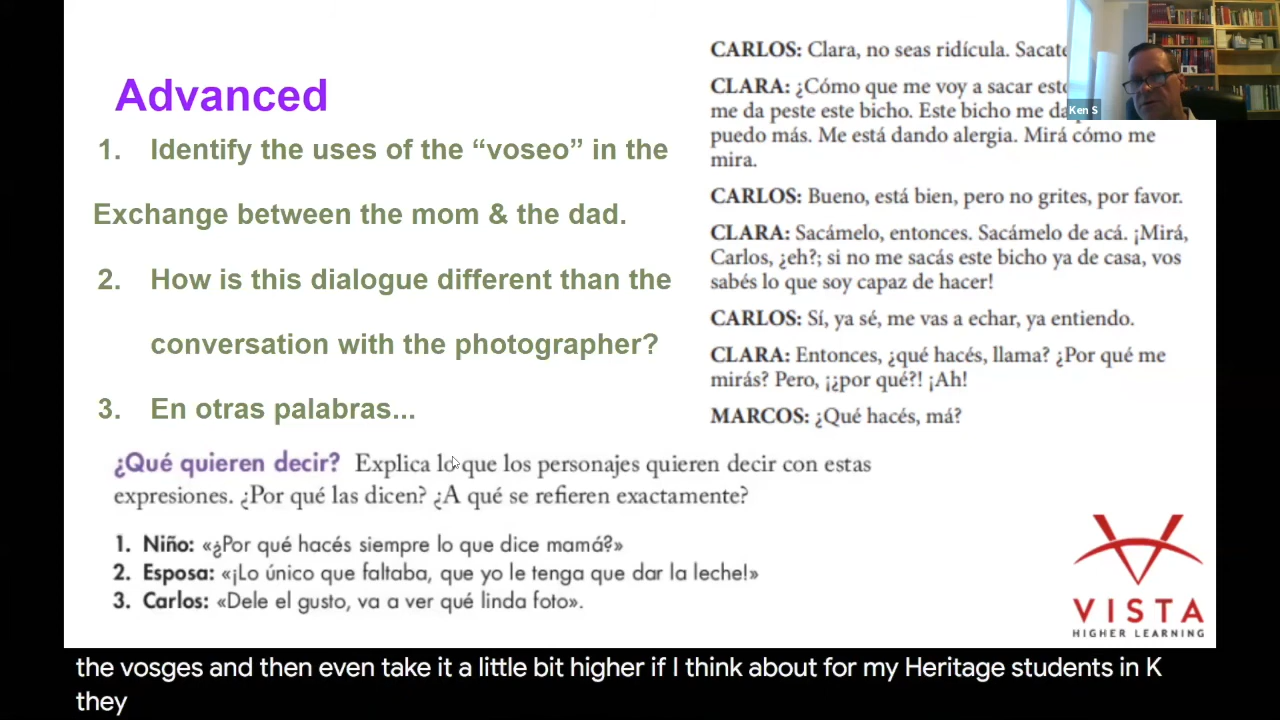 Advanced
1. Identify the uses of the “voseo” in the
Exchange between the mom & the dad.
2. How is this dialogue different than the
conversation with the photographer?
3. En otras palabras...
CARLOS: Clara, no seas ridícula.
CLARA: ¿Cómo que me voy a sacar
me da peste este bicho. Este bicho me
puedo más. Me está dando alergia. Mirá cómo me
mira.
CARLOS: Bueno, está bien, pero no grites, por favor.
CLARA: Sacámelo, entonces. Sacámelo de acá. ¡Mirá,
Carlos, ¿eh?; si no me sacás este bicho ya de casa, vos
sabés lo que soy capaz de hacer!
CARLOS: Sí, ya sé, me vas a echar, ya entiendo.
CLARA: Entonces, ¿qué hacés, llama? ¿Por qué me
mirás? Pero, ¡¿por qué?! ¡Ah!
MARCOS: ¿Qué hacés, má?
¿Qué quieren decir? Explica lo que los personajes quieren decir con estas
expresiones. ¿Por qué las dicen? ¿A qué se refieren exactamente?
1. Niño: «¿Por qué hacés siempre lo que dice mamá?»
2. Esposa: «¡Lo único que faltaba, que yo le tenga que dar la leche!»
3. Carlos: «Dele el gusto, va a ver qué linda foto».
Ken S
VISTA
HIGHER LEARNING
the vosges and then even take it a little bit higher if I think about for my Heritage students in K
they